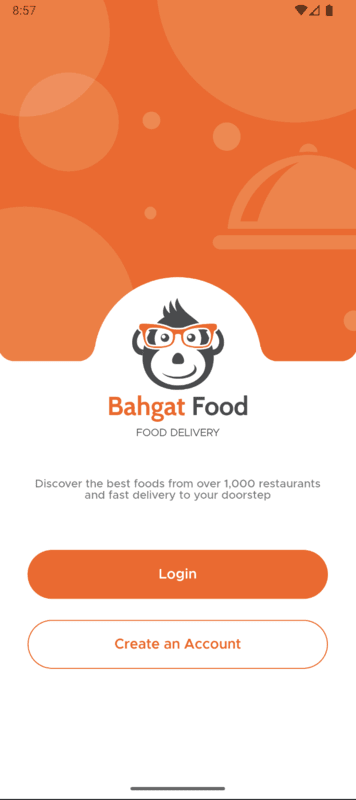 8:57
Bahgat Food
FOOD DELIVERY
Discover the best foods from over 1,000 restaurants
and fast delivery to your doorstep
Login
Create an Account